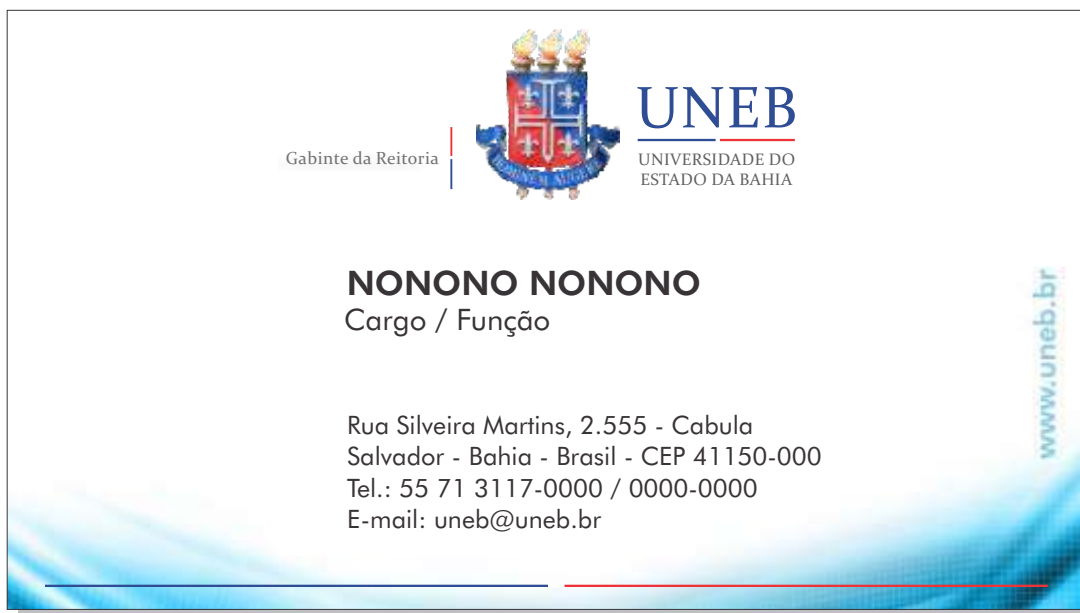 Gabinte da Reitoria
HOMINEM AUGERE
UNEB
UNIVERSIDADE DO
ESTADO DA BAHIA
NONONO NONONO
Cargo / Função
Rua Silveira Martins, 2.555 - Cabula
Salvador - Bahia - Brasil - CEP 41150-000
Tel.: 55 71 3117-0000 / 0000-0000
E-mail: uneb@uneb.br
www.uneb.br